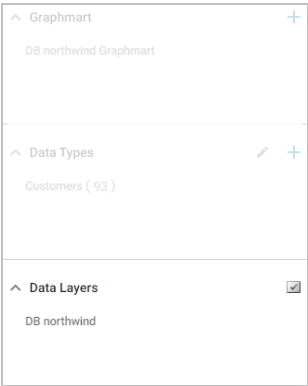 Graphmart
DB northwind Graphmart
Data Types
Customers ( 93 )
Data Layers
DB northwind